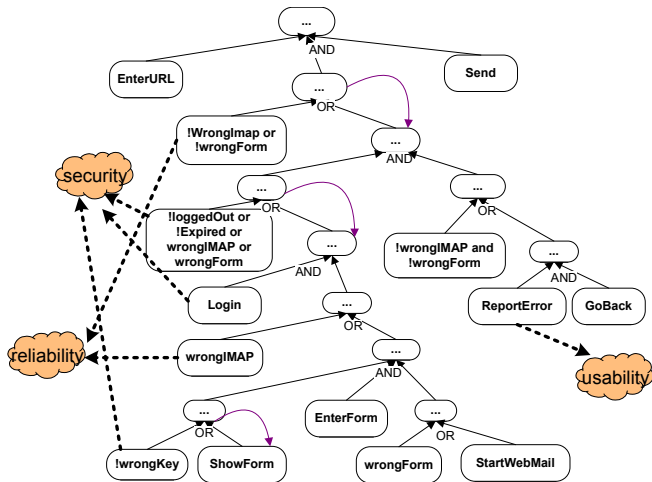 ...
AND
EnterURL
Send
...
OR
!WrongImap or
!wrongForm
...
AND
security
...
OR
...
OR
!loggedOut or
!Expired or
wrongIMAP or
wrongForm
...
!wrongIMAP and
!wrongForm
...
AND
AND
Login
...
OR
ReportError
GoBack
reliability
wrongIMAP
...
AND
usability
...
OR
EnterForm
...
OR
!wrongKey
ShowForm
wrongForm
StartWebMail